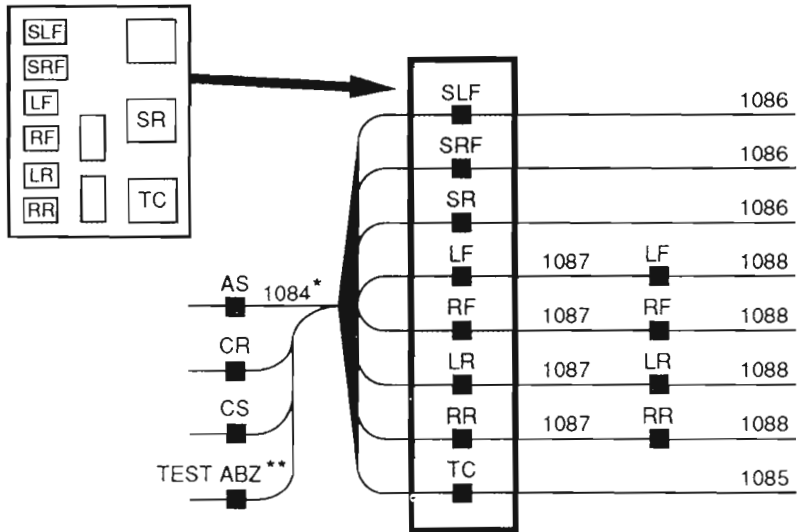 SLF
SRF
LF
RF
SR
LR
RR
TC
SLF 1086
SRF 1086
SR 1086
LF 1087 LF 1088
AS 1084*
RF 1087 RF 1088
CR
LR 1087 LR 1088
CS
RR 1087 RR 1088
TEST ABZ**
TC 1085